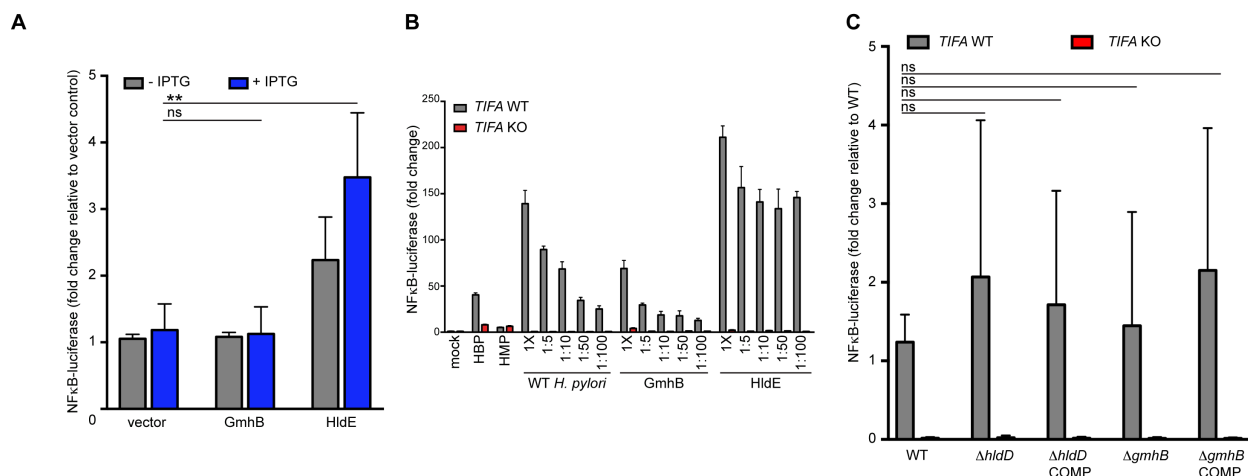 A
NFκB-luciferase (fold change relative to vector control)
5
4
3
2
1
0
- IPTG
+ IPTG
**
ns
vector
GmhB
HldE
B
NFκB-luciferase (fold change)
250
200
150
100
50
0
TIFA WT
TIFA KO
mock
HBP
HMP
1X
1:5
1:10
1:50
1:100
1X
1:5
1:10
1:50
1:100
1X
1:5
1:10
1:50
1:100
WT H. pylori
GmhB
HldE
C
NFκB-luciferase (fold change relative to WT)
5
4
3
2
1
0
TIFA WT
TIFA KO
ns
ns
ns
ns
WT
ΔhldD
ΔhldD
COMP
ΔgmhB
ΔgmhB
COMP